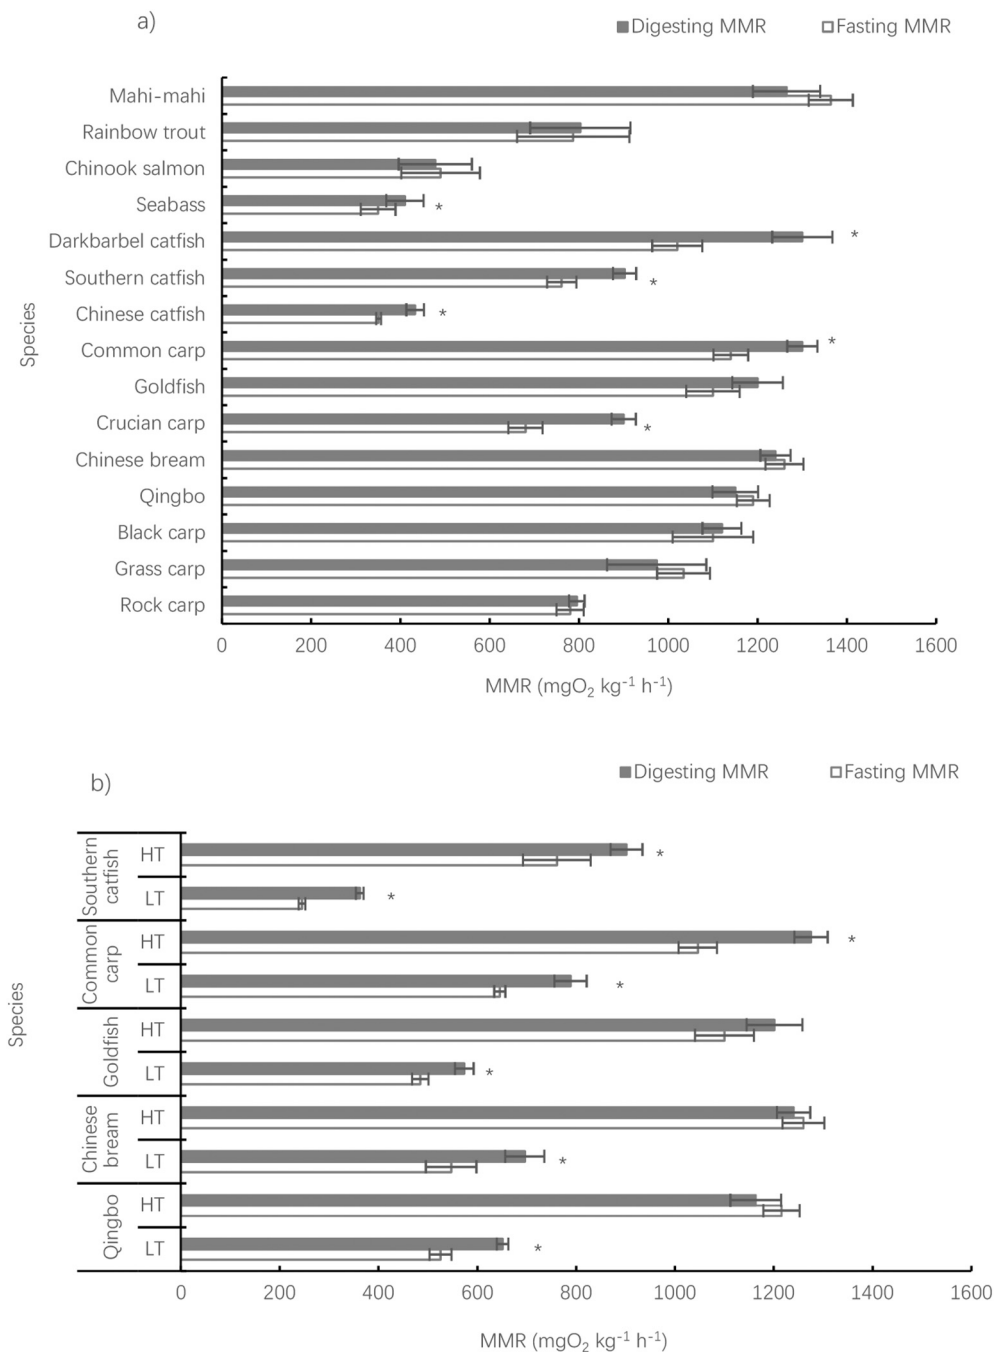 a)
Digesting MMR Fasting MMR
Species
Mahi-mahi
Rainbow trout
Chinook salmon
Seabass
*
Darkbarbel catfish
*
Southern catfish
*
Chinese catfish
*
Common carp
*
Goldfish
Crucian carp
*
Chinese bream
Qingbo
Black carp
Grass carp
Rock carp
0 200 400 600 800 1000 1200 1400 1600
MMR (mgO₂ kg⁻¹ h⁻¹)
b)
Digesting MMR Fasting MMR
Species
Southern
catfish
HT
*
LT
*
Common
carp
HT
*
LT
*
Goldfish
HT
LT
*
Chinese
bream
HT
LT
*
Qingbo
HT
LT
*
0 200 400 600 800 1000 1200 1400 1600
MMR (mgO₂ kg⁻¹ h⁻¹)